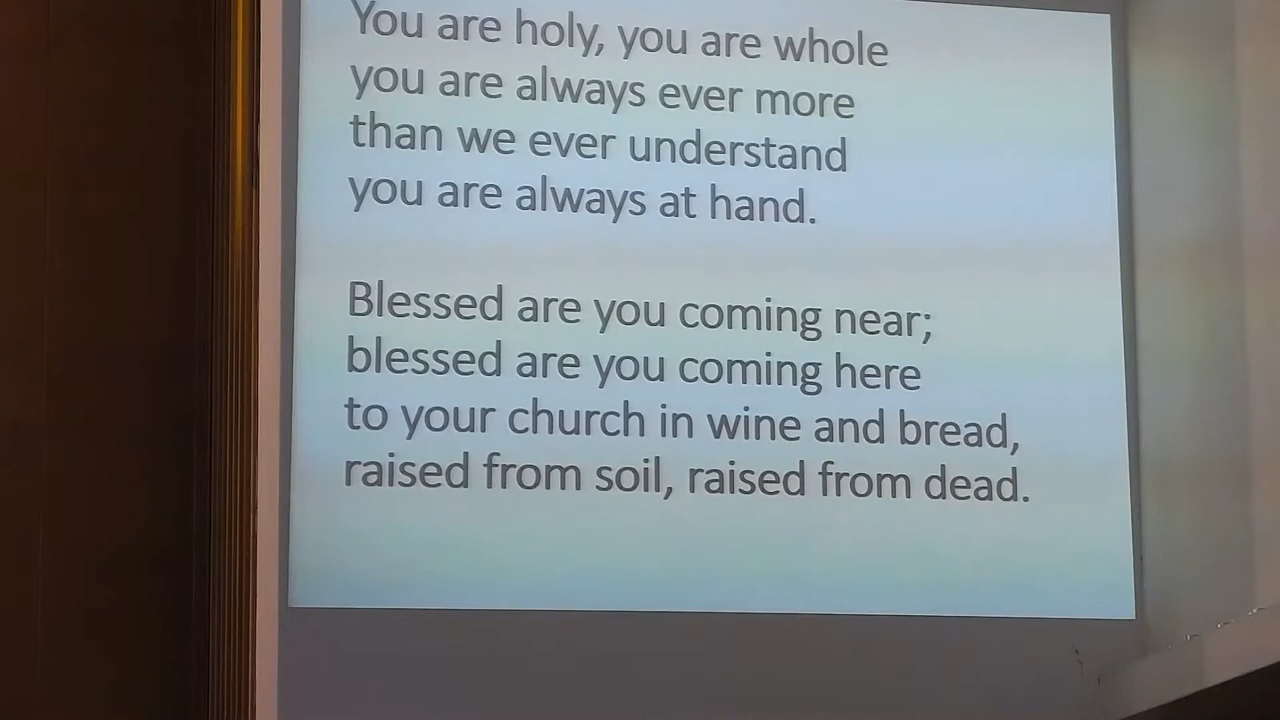 You are holy, you are whole
you are always ever more
than we ever understand
you are always at hand.
Blessed are you coming near;
blessed are you coming here
to your church in wine and bread,
raised from soil, raised from dead.